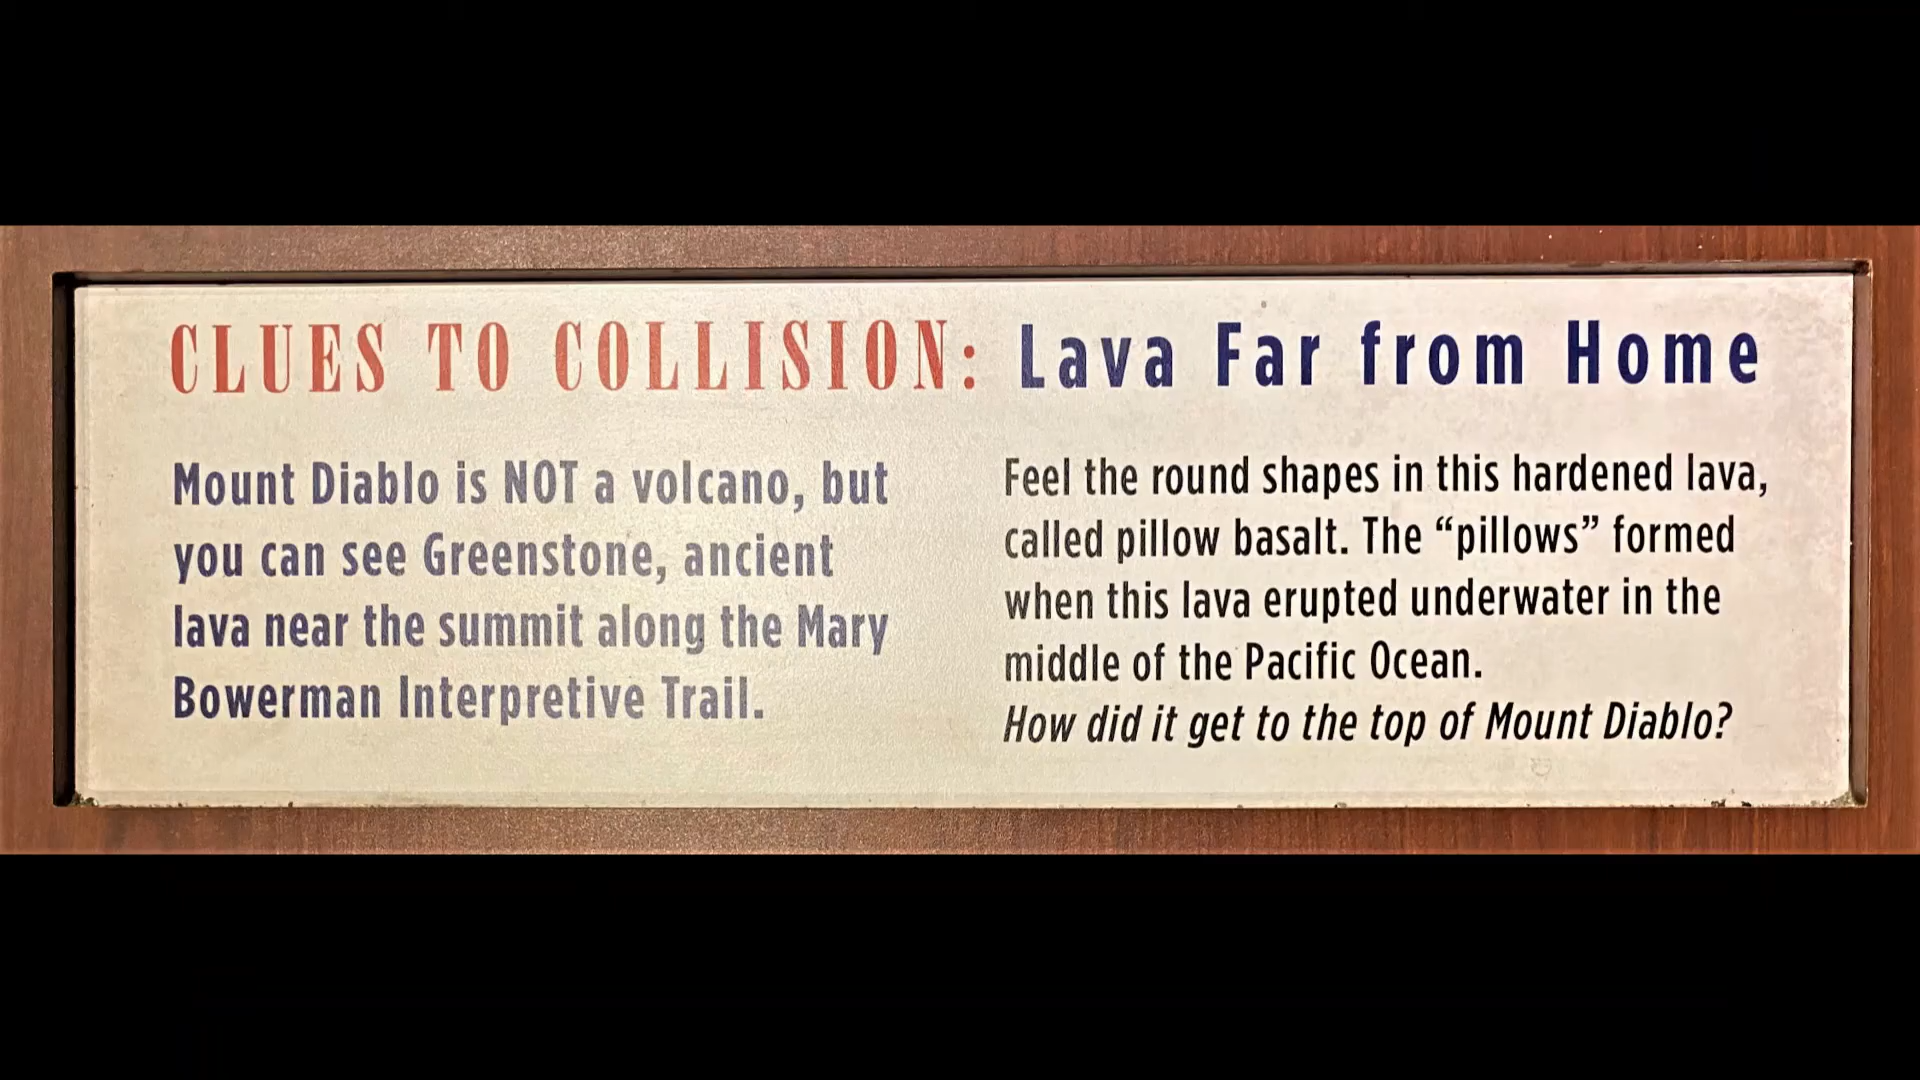 CLUES TO COLLISION: Lava Far from Home
Mount Diablo is NOT a volcano, but
you can see Greenstone, ancient
lava near the summit along the Mary
Bowerman Interpretive Trail.
Feel the round shapes in this hardened lava,
called pillow basalt. The “pillows” formed
when this lava erupted underwater in the
middle of the Pacific Ocean.
How did it get to the top of Mount Diablo?